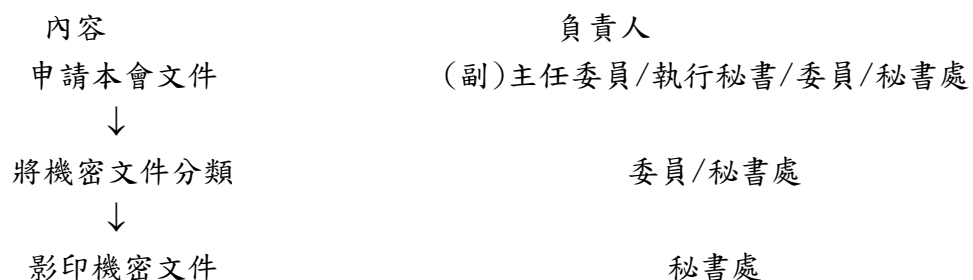 內容 負責人
申請本會文件 (副)主任委員/執行秘書/委員/秘書處
↓
將機密文件分類 委員/秘書處
↓
影印機密文件 秘書處